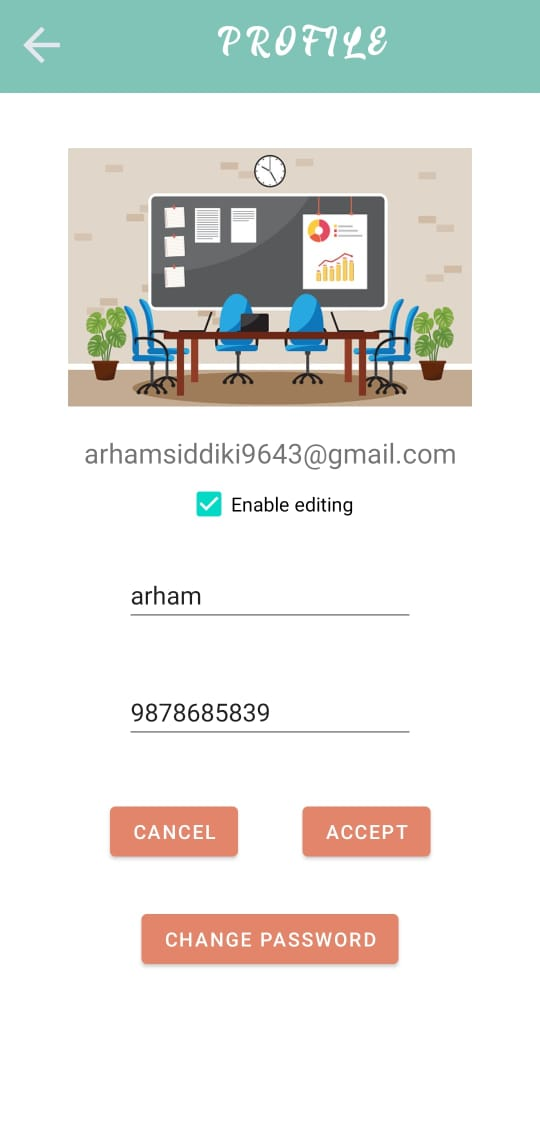 PROFILE
arhamsiddiki9643@gmail.com
Enable editing
arham
9878685839
CANCEL
ACCEPT
CHANGE PASSWORD